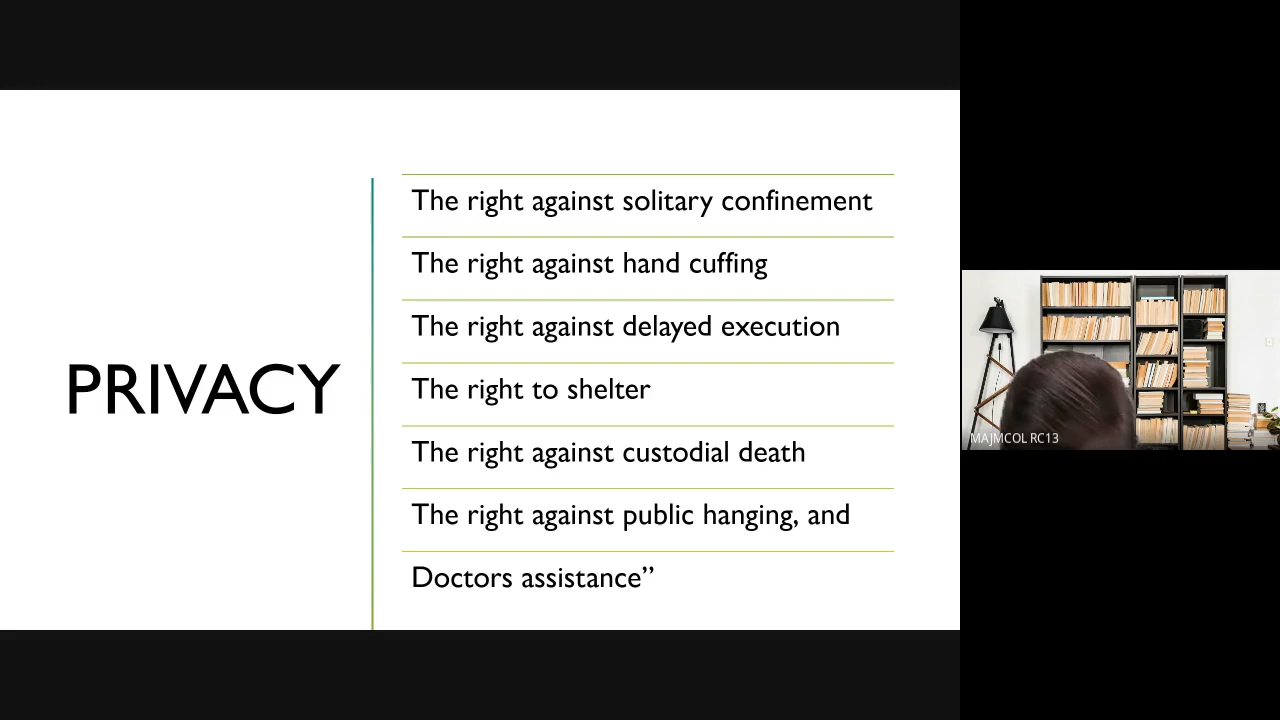 PRIVACY
The right against solitary confinement
The right against hand cuffing
The right against delayed execution
The right to shelter
The right against custodial death
The right against public hanging, and
Doctors assistance”
MAJMCOL RC13